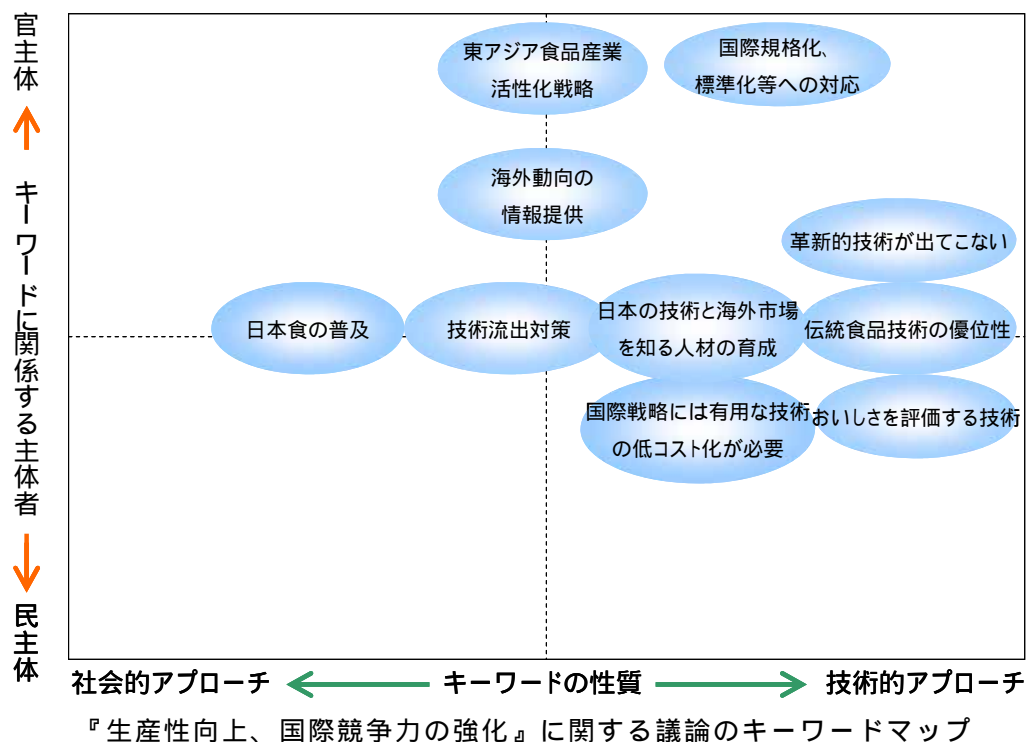 官主体
キーワードに関係する主体者
民主体
東アジア食品産業
活性化戦略
国際規格化、
標準化等への対応
海外動向の
情報提供
革新的技術が出てこない
日本食の普及
技術流出対策
日本の技術と海外市場
を知る人材の育成
伝統食品技術の優位性
国際戦略には有用な技術
の低コスト化が必要
おいしさを評価する技術
社会的アプローチ
キーワードの性質
技術的アプローチ
『生産性向上、国際競争力の強化』に関する議論のキーワードマップ